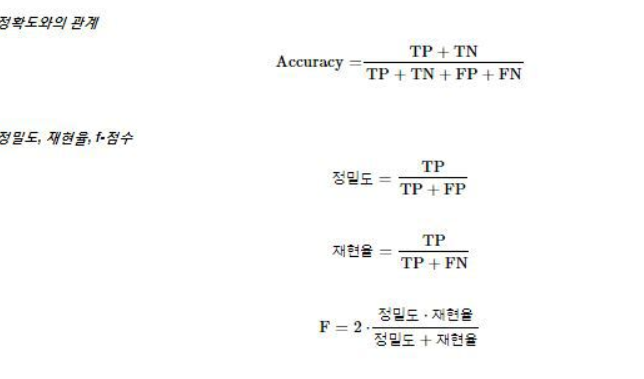 정확도와의 관계
Accuracy = TP + TN / TP + TN + FP + FN
정밀도, 재현율, f-점수
정밀도 = TP / TP + FP
재현율 = TP / TP + FN
F = 2 · 정밀도 · 재현율 / 정밀도 + 재현율